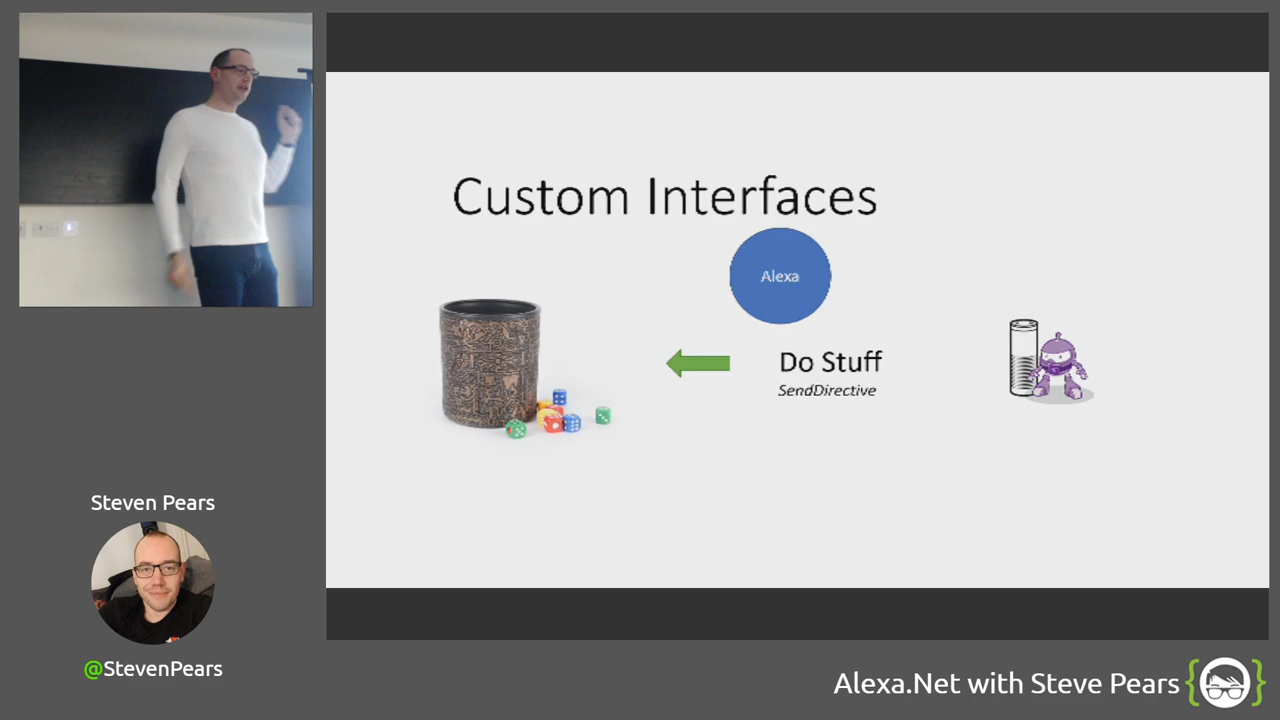 Custom Interfaces
Alexa
Do Stuff
SendDirective
Steven Pears
@StevenPears
Alexa.Net with Steve Pears